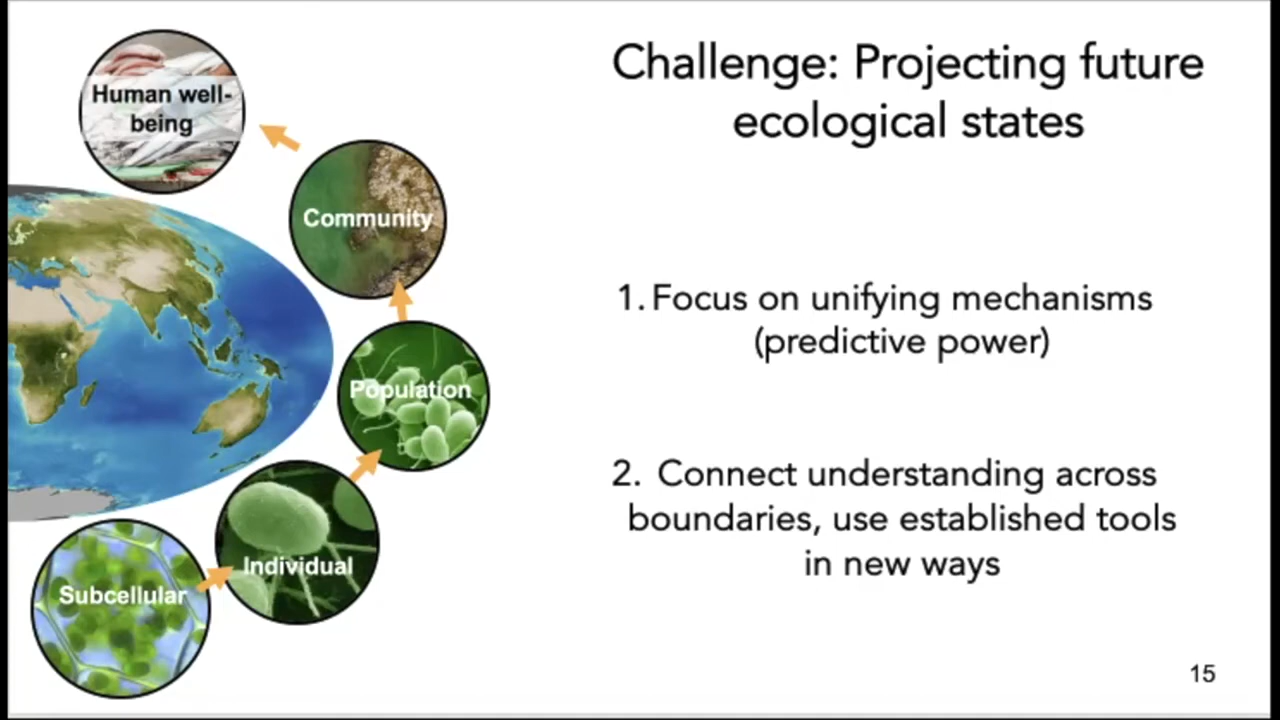 Challenge: Projecting future
ecological states
Human well-
being
Community
Population
Individual
Subcellular
1. Focus on unifying mechanisms
(predictive power)
2. Connect understanding across
boundaries, use established tools
in new ways
15